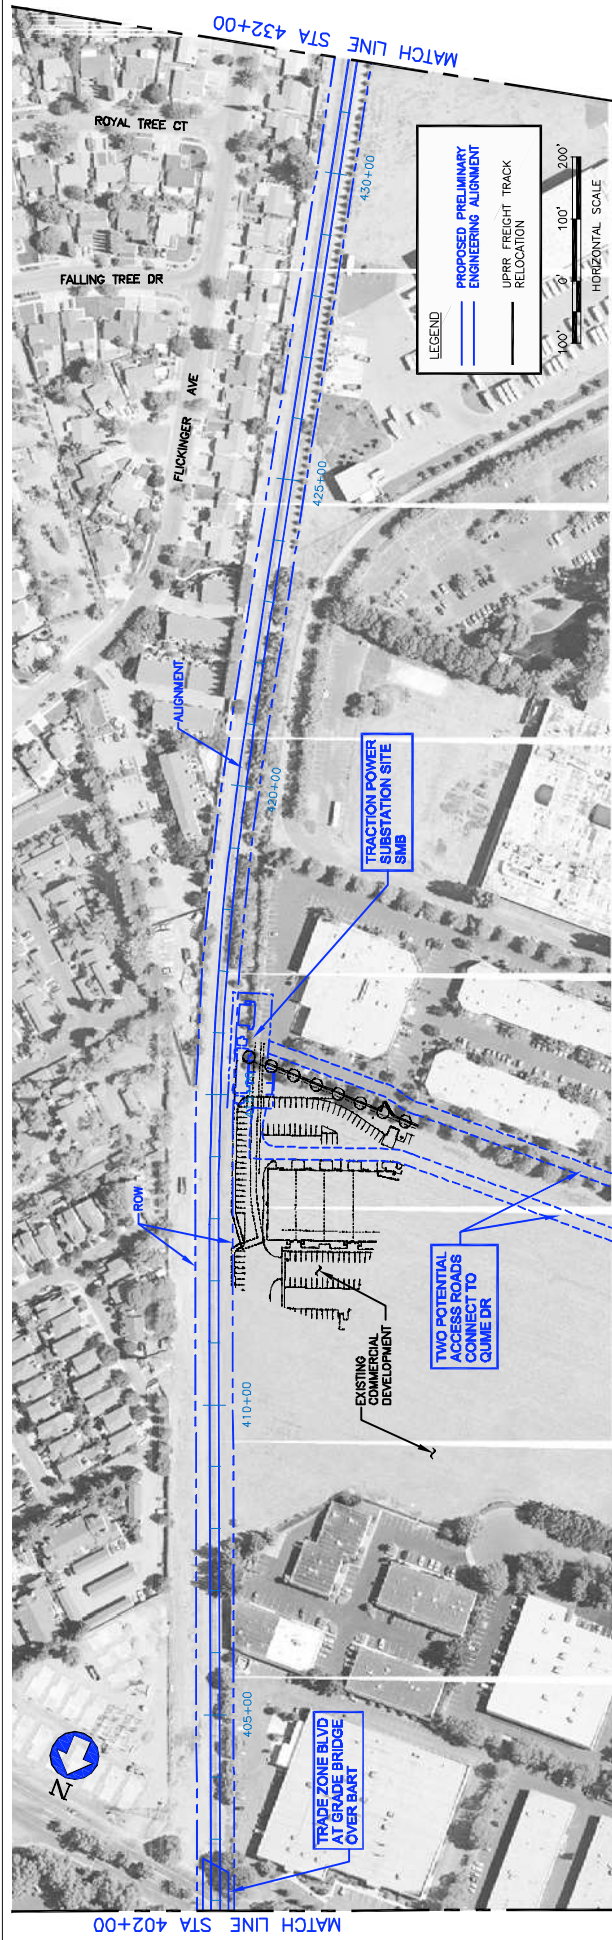 MATCH LINE STA 432+00
ROYAL TREE CT
FALLING TREE DR
FLICKINGER AVE
430+00
425+00
420+00
410+00
405+00
LEGEND
PROPOSED PRELIMINARY
ENGINEERING ALIGNMENT
UPRR FREIGHT TRACK
RELOCATION
100' 0' 100' 200'
HORIZONTAL SCALE
ALIGNMENT
TRACTION POWER
SUBSTATION SITE
SMB
ROW
TWO POTENTIAL
ACCESS ROADS
CONNECT TO
QUME DR
EXISTING
COMMERCIAL
DEVELOPMENT
N
TRADE ZONE BLVD
AT GRADE BRIDGE
OVER BART
MATCH LINE STA 402+00